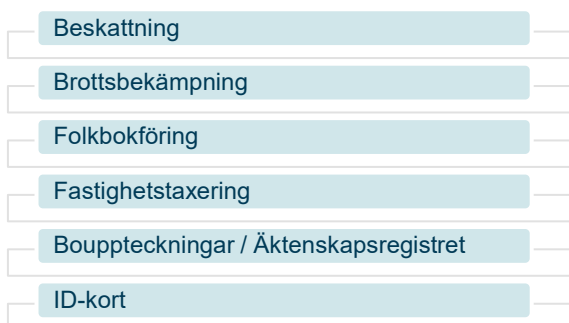 Beskattning
Brottsbekämpning
Folkbokföring
Fastighetstaxering
Bouppteckningar / Äktenskapsregistret
ID-kort